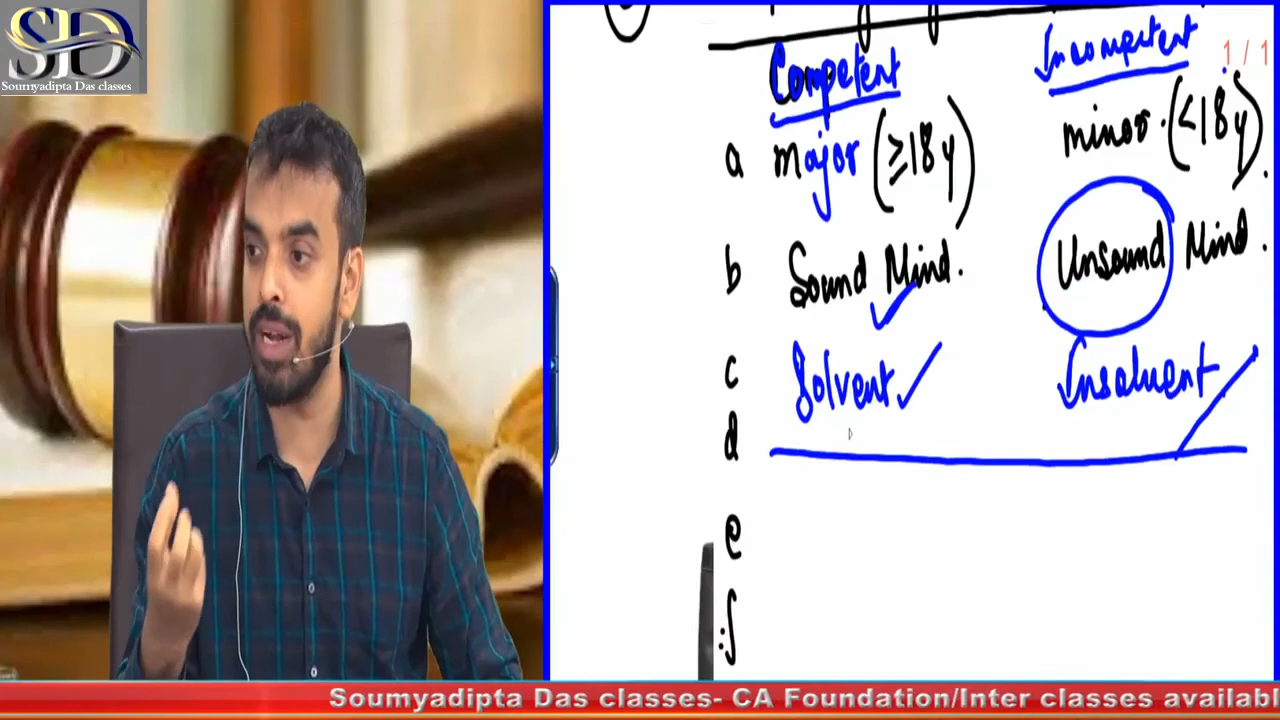 SD
Soumyadipta Das classes
1 / 1
Competent Incompetent
a major (≥18 y) minor. (<18 y).
b Sound Mind. Unsound Mind.
c Solvent Insolvent
d
e
f
Soumyadipta Das classes- CA Foundation/Inter classes availabl